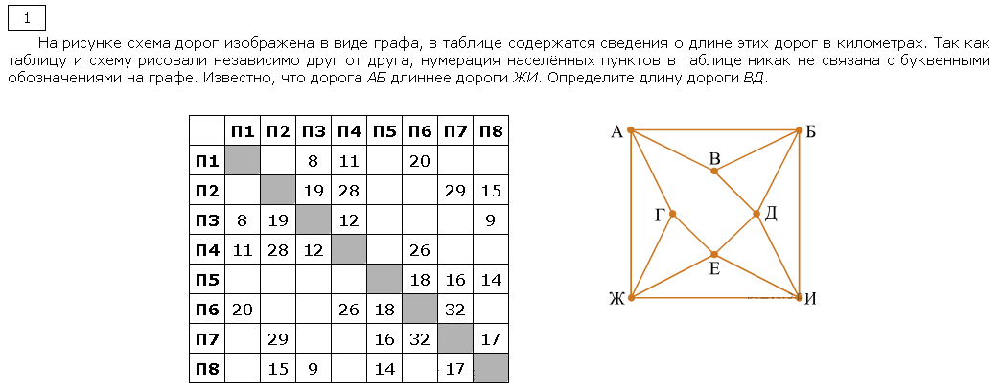 1
На рисунке схема дорог изображена в виде графа, в таблице содержатся сведения о длине этих дорог в километрах. Так как
таблицу и схему рисовали независимо друг от друга, нумерация населённых пунктов в таблице никак не связана с буквенными
обозначениями на графе. Известно, что дорога АБ длиннее дороги ЖИ. Определите длину дороги ВД.
П1 П2 П3 П4 П5 П6 П7 П8
П1 8 11 20
П2 19 28 29 15
П3 8 19 12 9
П4 11 28 12 26
П5 18 16 14
П6 20 26 18 32
П7 29 16 32 17
П8 15 9 14 17
А Б
В
Г Д
Е
Ж И